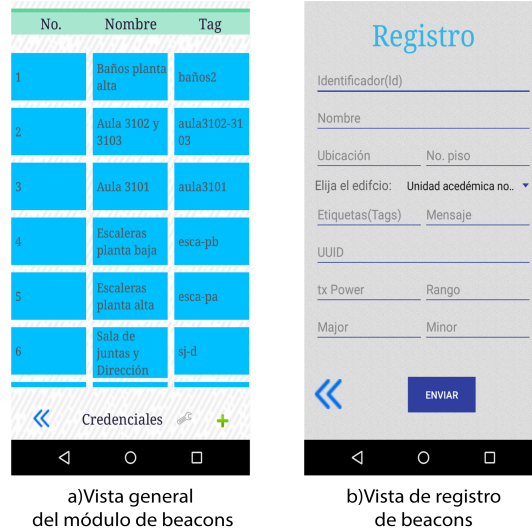 No. Nombre Tag
1 Baños planta alta baños2
2 Aula 3102 y 3103 aula3102-3103
3 Aula 3101 aula3101
4 Escaleras planta baja esca-pb
5 Escaleras planta alta esca-pa
6 Sala de juntas y Dirección sj-d
Credenciales
a)Vista general
del módulo de beacons
Registro
Identificador(Id)
Nombre
Ubicación No. piso
Elija el edifcio: Unidad acedémica no..
Etiquetas(Tags) Mensaje
UUID
tx Power Rango
Major Minor
ENVIAR
b)Vista de registro
de beacons